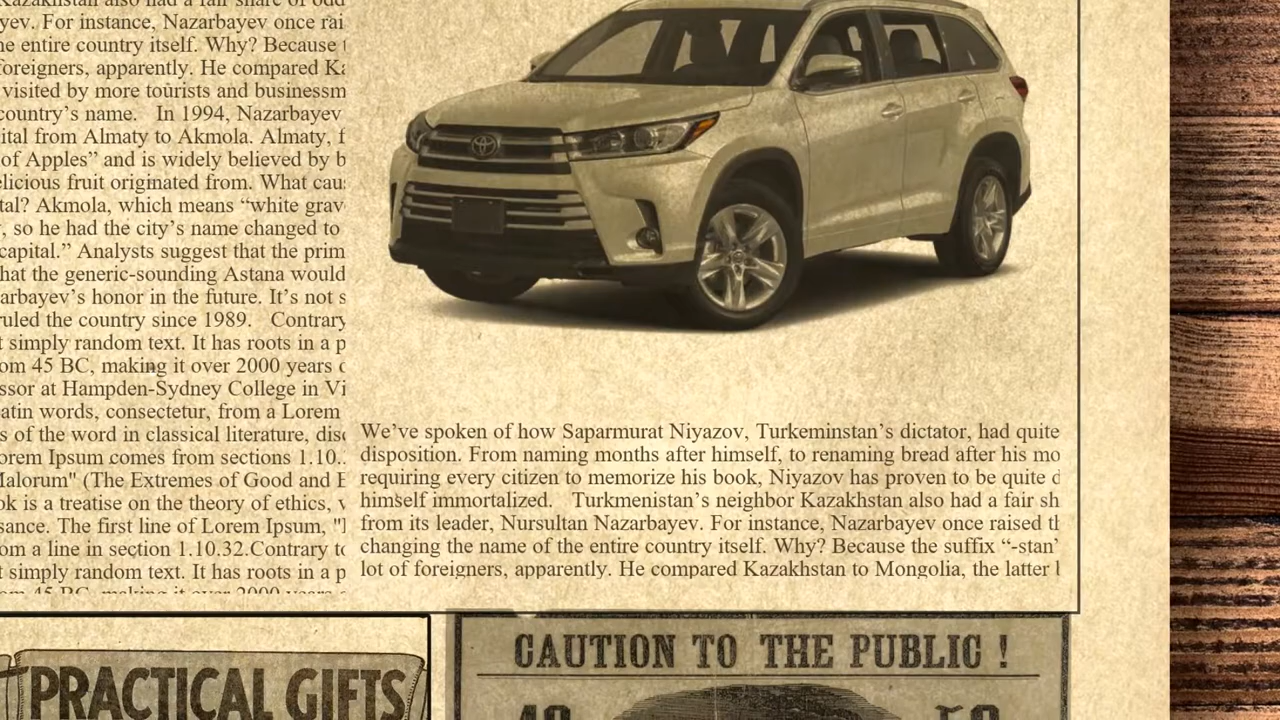 Kazakhstan also had a fair share of odd
yev. For instance, Nazarbayev once rai
he entire country itself. Why? Because
foreigners, apparently. He compared Ka
visited by more tourists and businessm
country’s name. In 1994, Nazarbayev
ital from Almaty to Akmola. Almaty, f
of Apples” and is widely believed by b
elicious fruit originated from. What cau
tal? Akmola, which means “white grav
, so he had the city’s name changed to
capital.” Analysts suggest that the prim
hat the generic-sounding Astana would
arbayev’s honor in the future. It’s not s
ruled the country since 1989. Contrary
t simply random text. It has roots in a p
om 45 BC, making it over 2000 years
ssor at Hampden-Sydney College in Vi
atin words, consectetur, from a Lorem
s of the word in classical literature, disc
orem Ipsum comes from sections 1.10.
Malorum" (The Extremes of Good and E
ok is a treatise on the theory of ethics, v
sance. The first line of Lorem Ipsum, "l
om a line in section 1.10.32.Contrary to
t simply random text. It has roots in a p
om 45 BC, making it over 2000 years
We’ve spoken of how Saparmurat Niyazov, Turkeminstan’s dictator, had quite
disposition. From naming months after himself, to renaming bread after his mo
requiring every citizen to memorize his book, Niyazov has proven to be quite d
himself immortalized. Turkmenistan’s neighbor Kazakhstan also had a fair sh
from its leader, Nursultan Nazarbayev. For instance, Nazarbayev once raised th
changing the name of the entire country itself. Why? Because the suffix “-stan’
lot of foreigners, apparently. He compared Kazakhstan to Mongolia, the latter
PRACTICAL GIFTS
CAUTION TO THE PUBLIC !